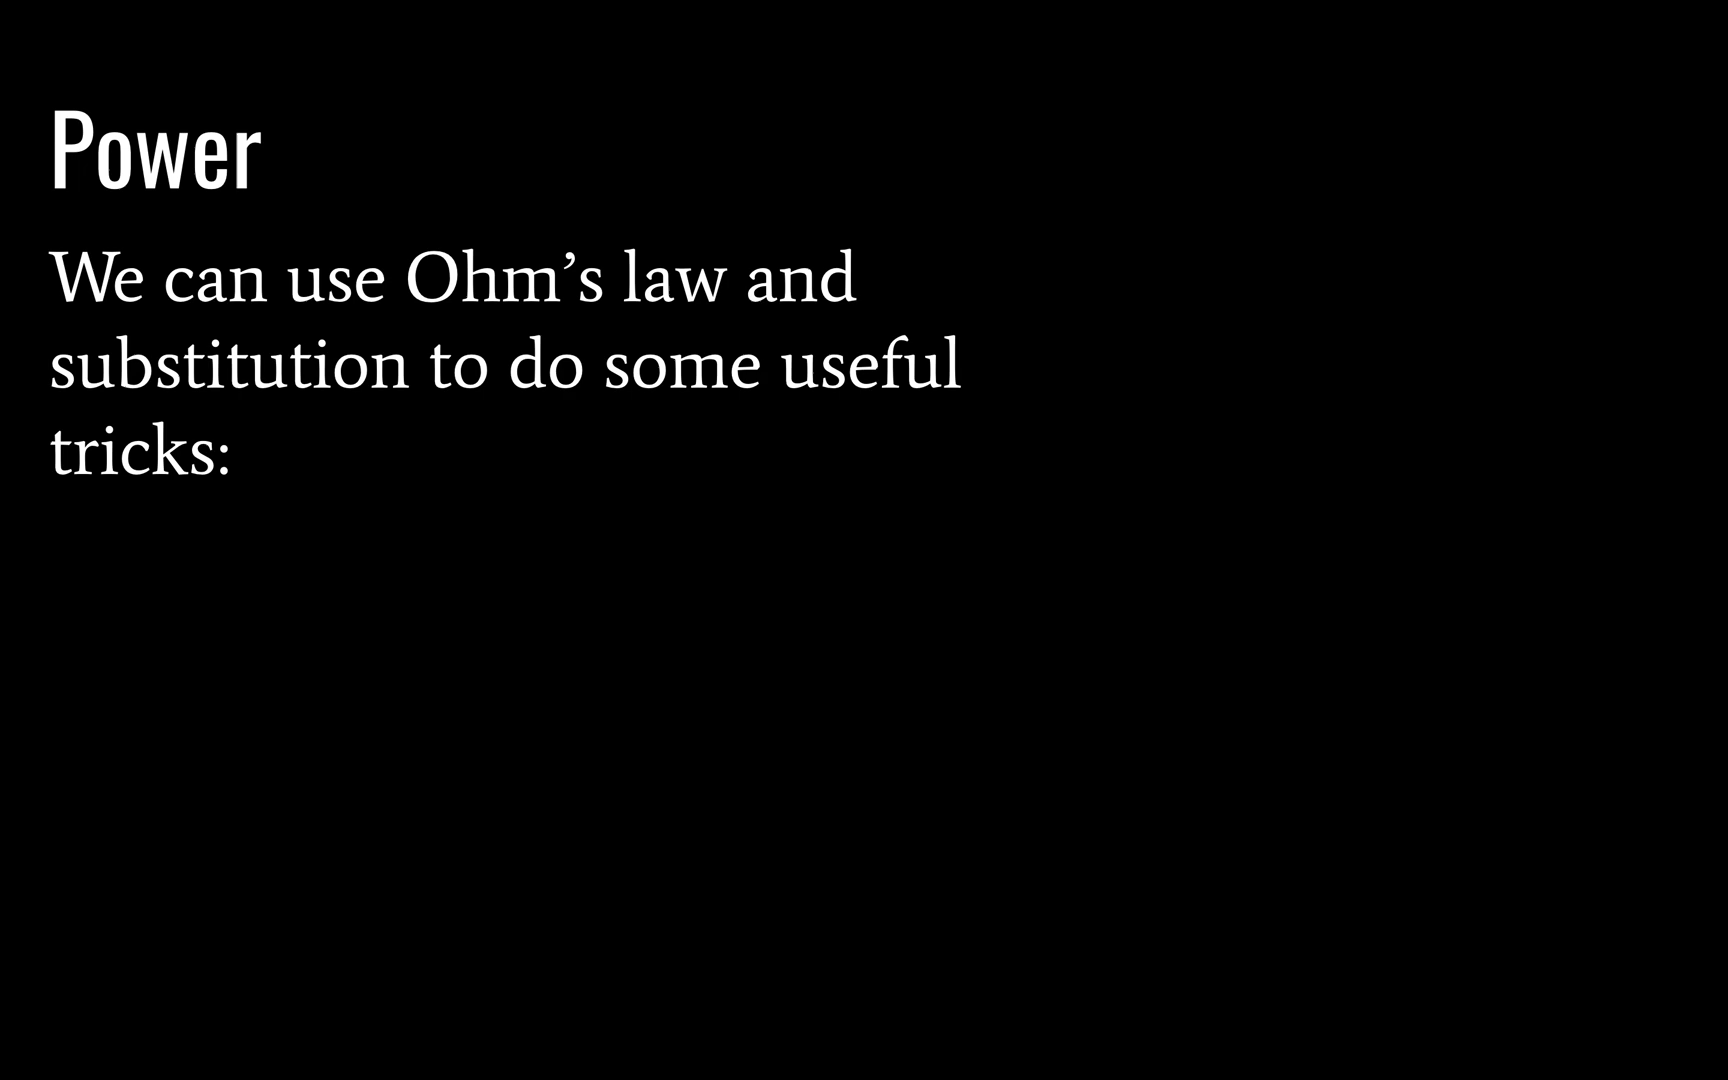 Power
We can use Ohm’s law and
substitution to do some useful
tricks: